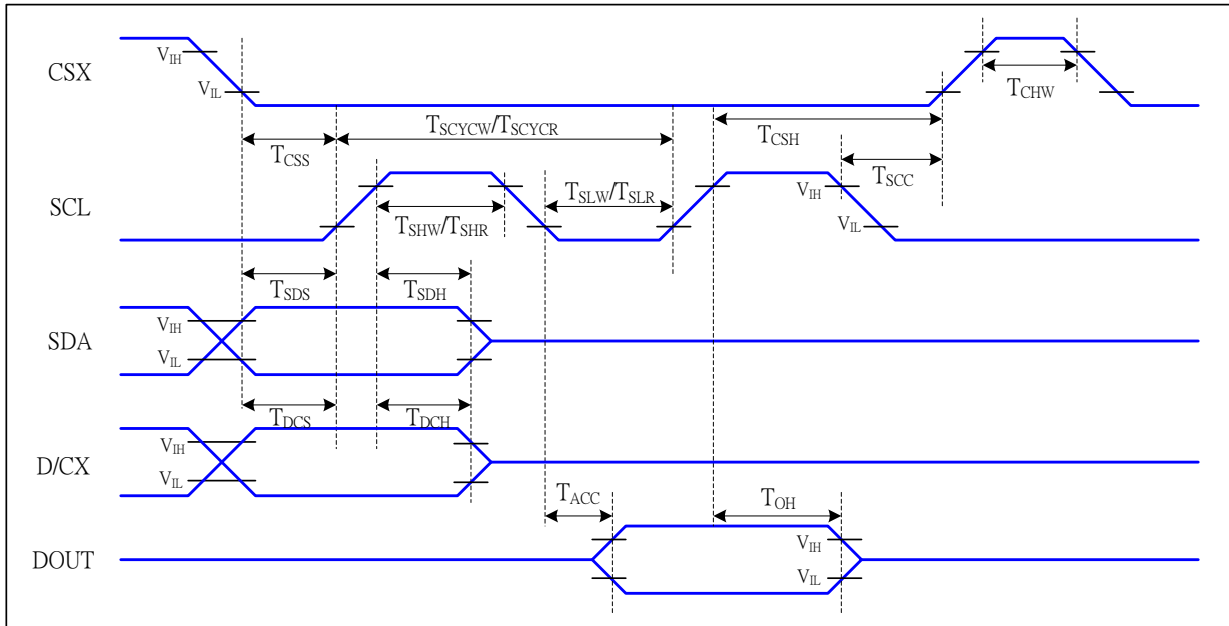 CSX
VIH
VIL
TCHW
TCSS
TSCYCW/TSCYCR
TCSH
TSCC
SCL
TSHW/TSHR
TSLW/TSLR
VIH
VIL
TSDS
TSDH
SDA
VIH
VIL
TDCS
TDCH
D/CX
VIH
VIL
TACC
TOH
DOUT
VIH
VIL